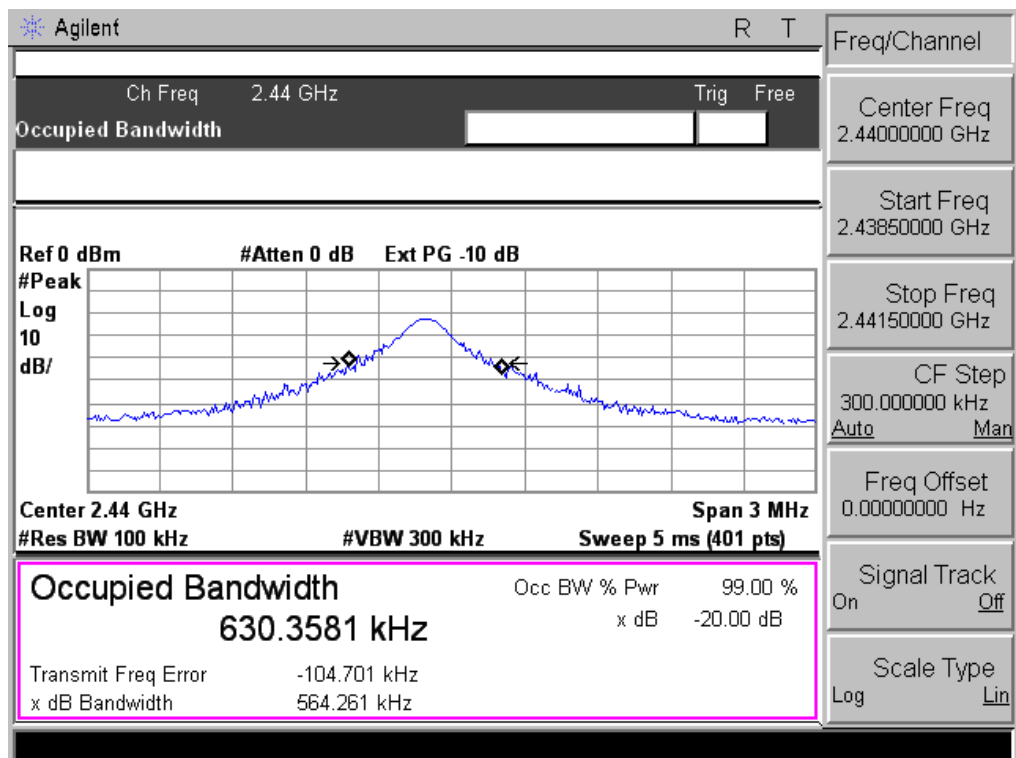 Agilent R T
Freq/Channel
Ch Freq 2.44 GHz Trig Free
Occupied Bandwidth
Center Freq
2.44000000 GHz
Start Freq
2.43850000 GHz
Ref 0 dBm #Atten 0 dB Ext PG -10 dB
#Peak
Log
10
dB/
Stop Freq
2.44150000 GHz
CF Step
300.000000 kHz
Auto Man
Freq Offset
0.00000000 Hz
Center 2.44 GHz Span 3 MHz
#Res BW 100 kHz #VBW 300 kHz Sweep 5 ms (401 pts)
Occupied Bandwidth Occ BW % Pwr 99.00 %
630.3581 kHz x dB -20.00 dB
Transmit Freq Error -104.701 kHz
x dB Bandwidth 564.261 kHz
Signal Track
On Off
Scale Type
Log Lin